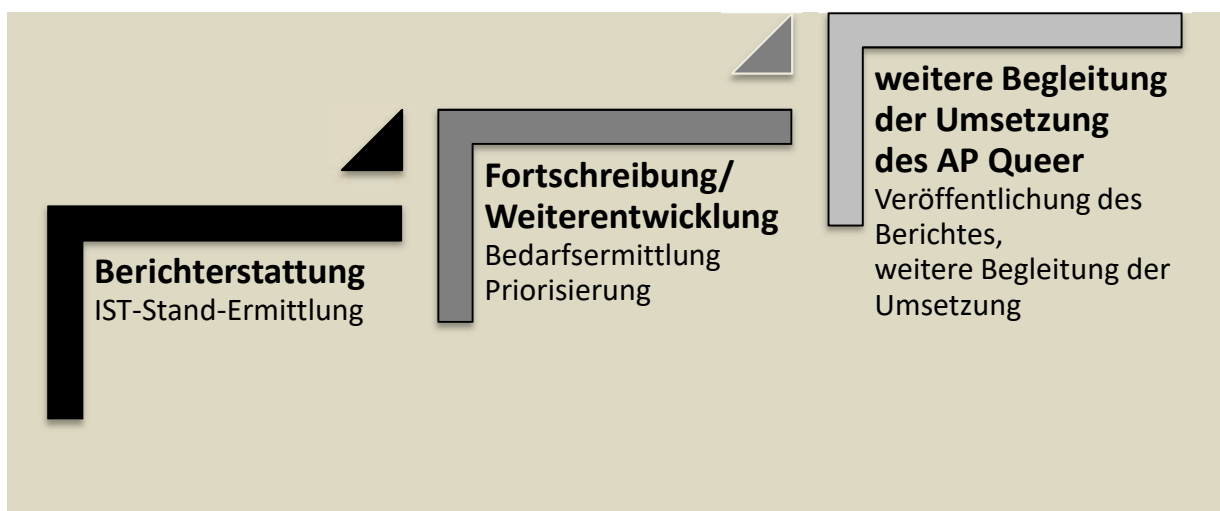 Berichterstattung
IST-Stand-Ermittlung
Fortschreibung/
Weiterentwicklung
Bedarfsermittlung
Priorisierung
weitere Begleitung
der Umsetzung
des AP Queer
Veröffentlichung des
Berichtes,
weitere Begleitung der
Umsetzung